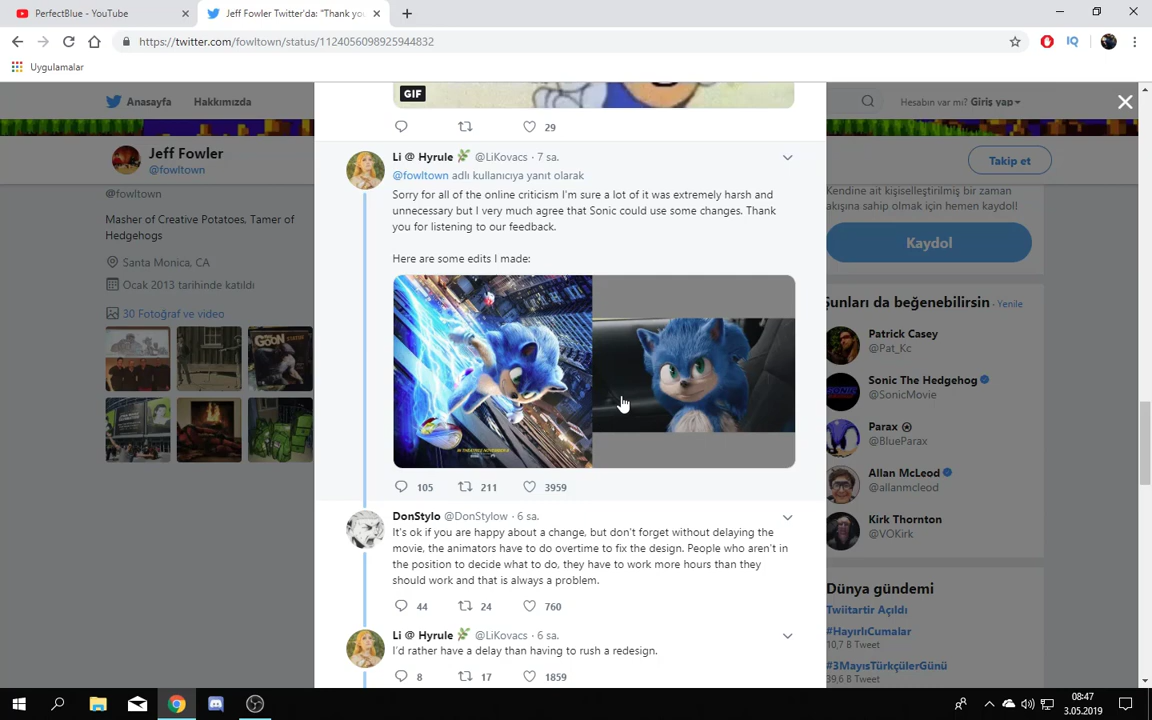 PerfectBlue - YouTube
Jeff Fowler Twitter'da: "Thank you
https://twitter.com/fowltown/status/1124056098925944832
IQ
Uygulamalar
Anasayfa
Hakkımızda
Hesabın var mı? Giriş yap
Jeff Fowler
@fowltown
Takip et
@fowltown
Masher of Creative Potatoes, Tamer of
Hedgehogs
Santa Monica, CA
Ocak 2013 tarihinde katıldı
30 Fotoğraf ve video
GOON
GIF
29
Li @ Hyrule @LiKovacs · 7 sa.
@fowltown adlı kullanıcıya yanıt olarak
Sorry for all of the online criticism I'm sure a lot of it was extremely harsh and
unnecessary but I very much agree that Sonic could use some changes. Thank
you for listening to our feedback.
Here are some edits I made:
105 211 3959
DonStylo @DonStylow · 6 sa.
It's ok if you are happy about a change, but don't forget without delaying the
movie, the animators have to do overtime to fix the design. People who aren't in
the position to decide what to do, they have to work more hours than they
should work and that is always a problem.
44 24 760
Li @ Hyrule @LiKovacs · 6 sa.
I'd rather have a delay than having to rush a redesign.
8 17 1859
Kendine ait kişiselleştirilmiş bir zaman
akışına sahip olmak için hemen kaydol!
Kaydol
Şunları da beğenebilirsin · Yenile
Patrick Casey
@Pat_Kc
Sonic The Hedgehog
@SonicMovie
Parax
@BlueParax
Allan McLeod
@allanmcleod
Kirk Thornton
@VOKirk
Dünya gündemi
Twiitartir Açıldı
#HayırlıCumalar
10,7 B Tweet
#3MayısTürkçülerGünü
39,6 B Tweet
08:47
3.05.2019